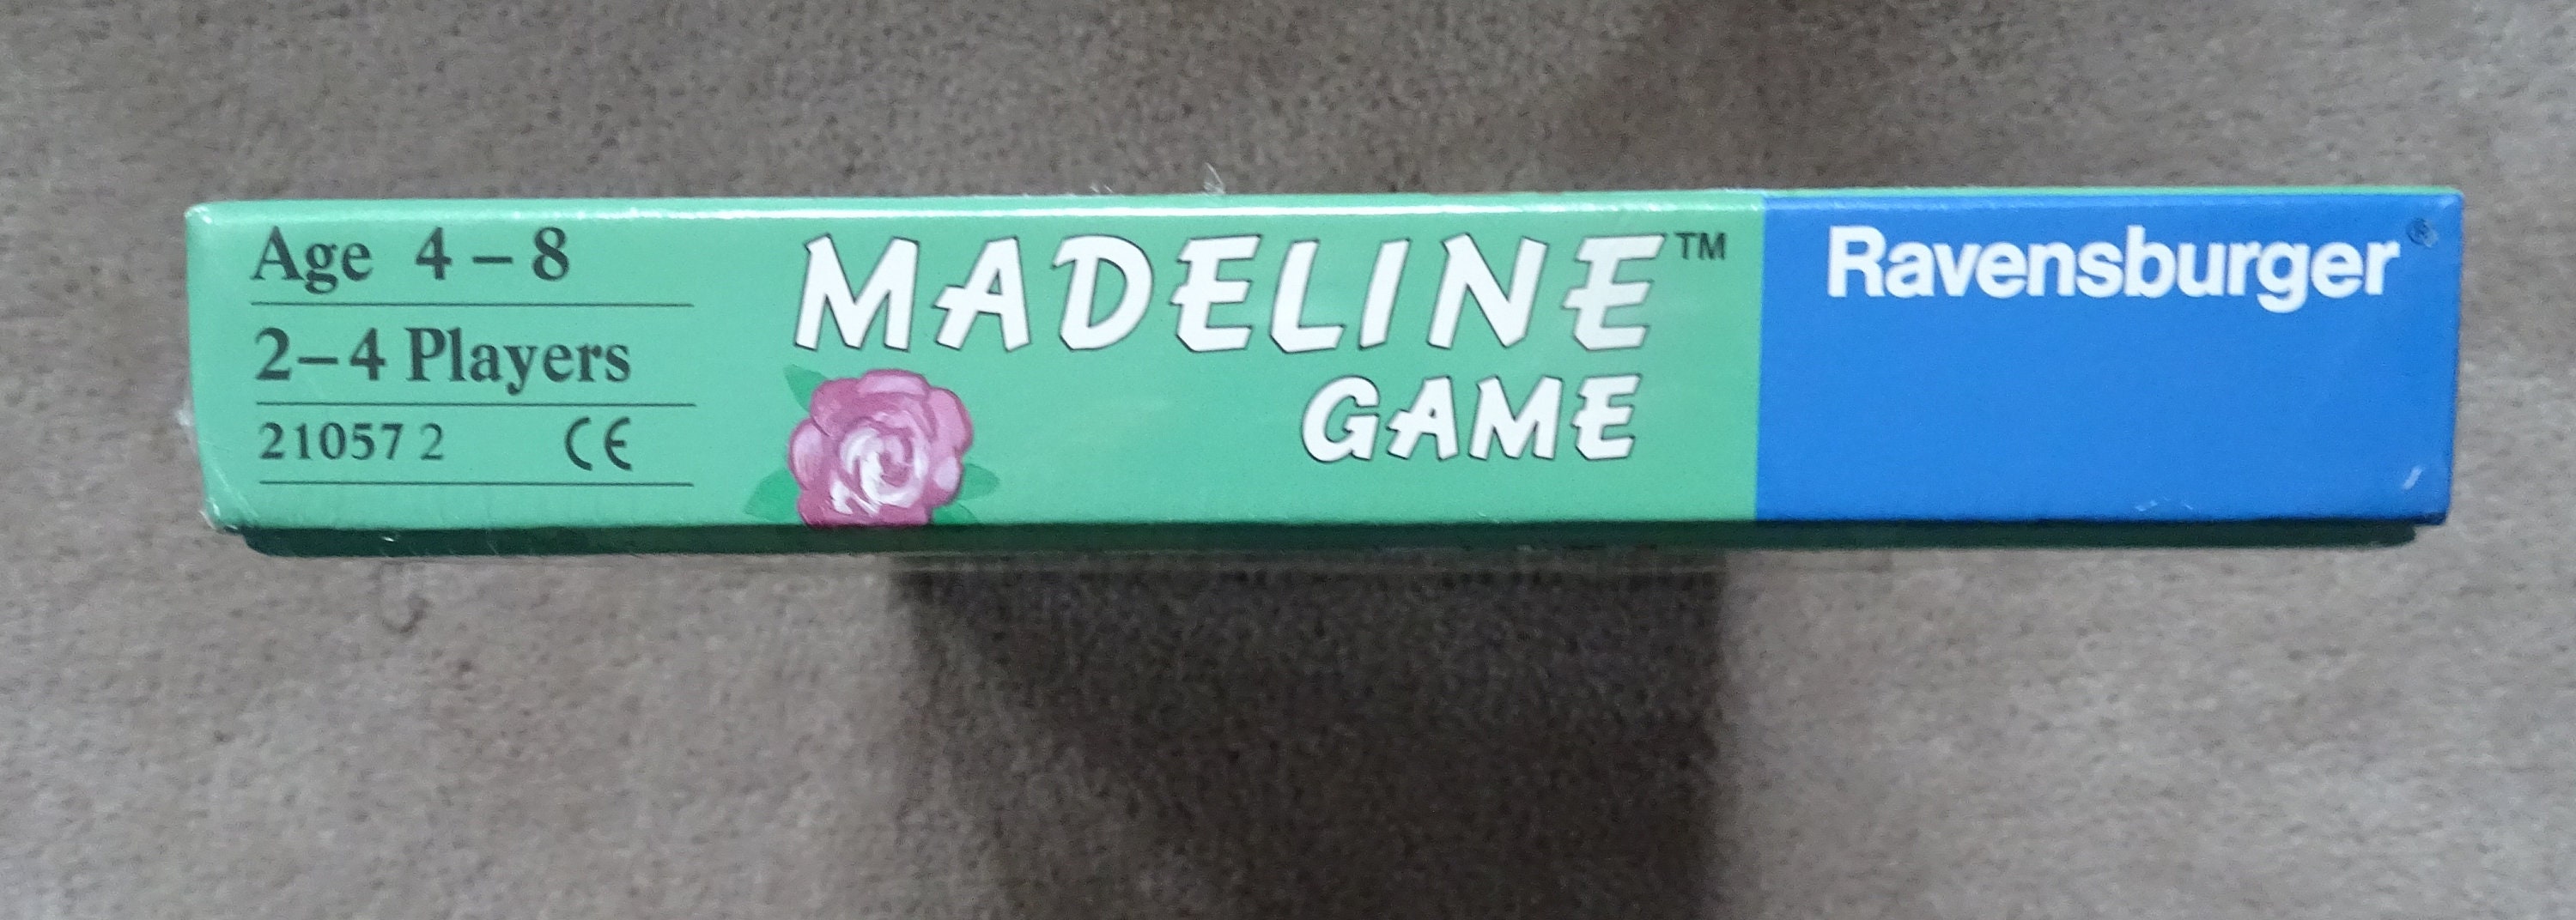 Age 4 – 8
2–4 Players
21057 2 CE
MADELINE™
GAME
Ravensburger®